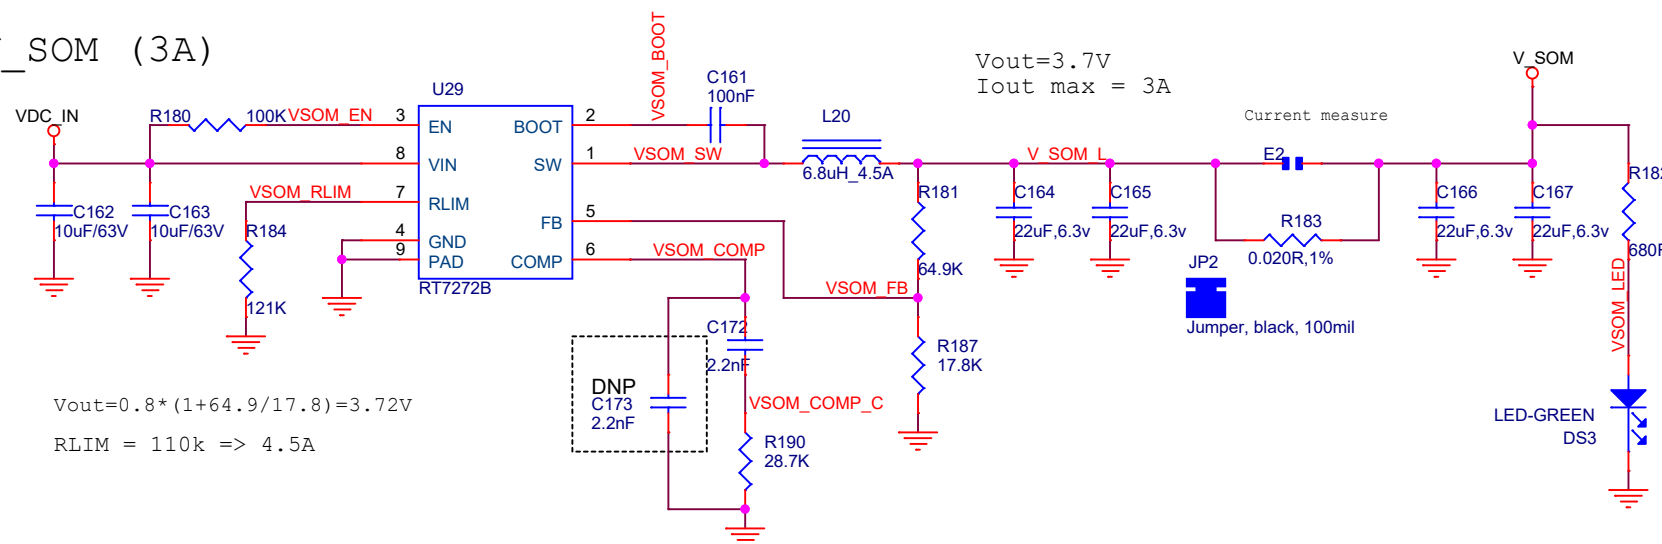 _SOM (3A)
VDC_IN
R180
100K
VSOM_EN
U29
3
EN
8
VIN
7
RLIM
4
GND
9
PAD
BOOT
2
SW
1
FB
5
COMP
6
RT7272B
VSOM_RLIM
C162
10uF/63V
C163
10uF/63V
R184
121K
VSOM_BOOT
C161
100nF
VSOM_SW
L20
6.8uH_4.5A
VSOM_COMP
VSOM_FB
R181
64.9K
R187
17.8K
DNP
C173
2.2nF
C172
2.2nF
VSOM_COMP_C
R190
28.7K
Vout=3.7V
Iout max = 3A
V_SOM_L
C164
22uF,6.3v
C165
22uF,6.3v
Current measure
E2
R183
0.020R,1%
JP2
Jumper, black, 100mil
C166
22uF,6.3v
C167
22uF,6.3v
V_SOM
VSOM_LED
LED-GREEN
DS3
Vout=0.8*(1+64.9/17.8)=3.72V
RLIM = 110k => 4.5A